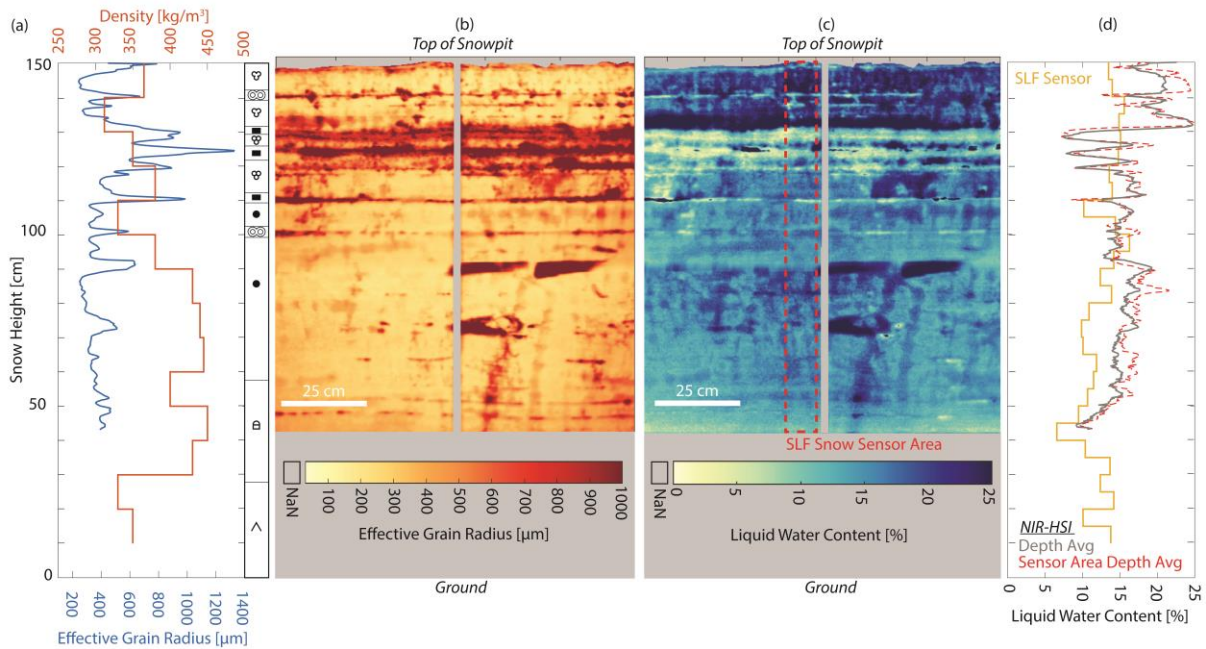 (a)
Density [kg/m³]
250
300
350
400
450
500
150
100
50
0
Snow Height [cm]
200
400
600
800
1000
1200
1400
Effective Grain Radius [μm]
(b)
Top of Snowpit
25 cm
NaN
100
200
300
400
500
600
700
800
900
1000
Effective Grain Radius [μm]
Ground
(c)
Top of Snowpit
25 cm
SLF Snow Sensor Area
NaN
0
5
10
15
20
25
Liquid Water Content [%]
(d)
SLF Sensor
NIR-HSI
Depth Avg
Sensor Area Depth Avg
0
5
10
15
20
25
Liquid Water Content [%]